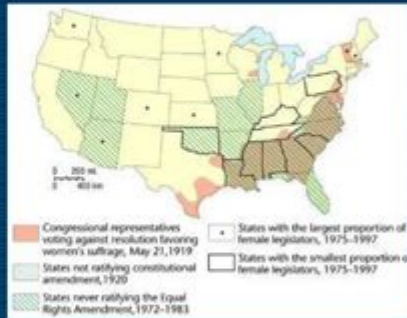 0 200 mi.
0 400 km
Congressional representatives
voting against resolution favoring
women's suffrage, May 21, 1919
States not ratifying constitutional
amendment, 1920
States never ratifying the Equal
Rights Amendment, 1972–1983
States with the largest proportion of
female legislators, 1975–1997
States with the smallest proportion of
female legislators, 1975–1997